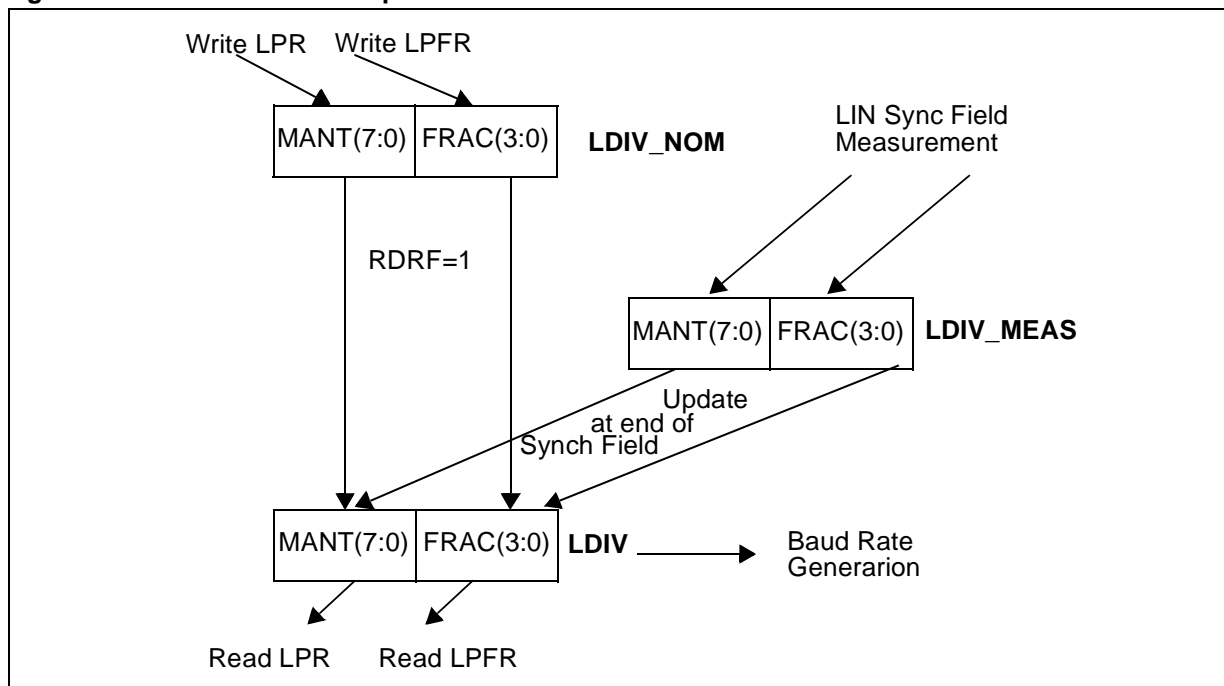 Write LPR Write LPFR
MANT(7:0) FRAC(3:0) LDIV_NOM
LIN Sync Field
Measurement
RDRF=1
MANT(7:0) FRAC(3:0) LDIV_MEAS
Update
at end of
Synch Field
MANT(7:0) FRAC(3:0) LDIV
Baud Rate
Generarion
Read LPR Read LPFR